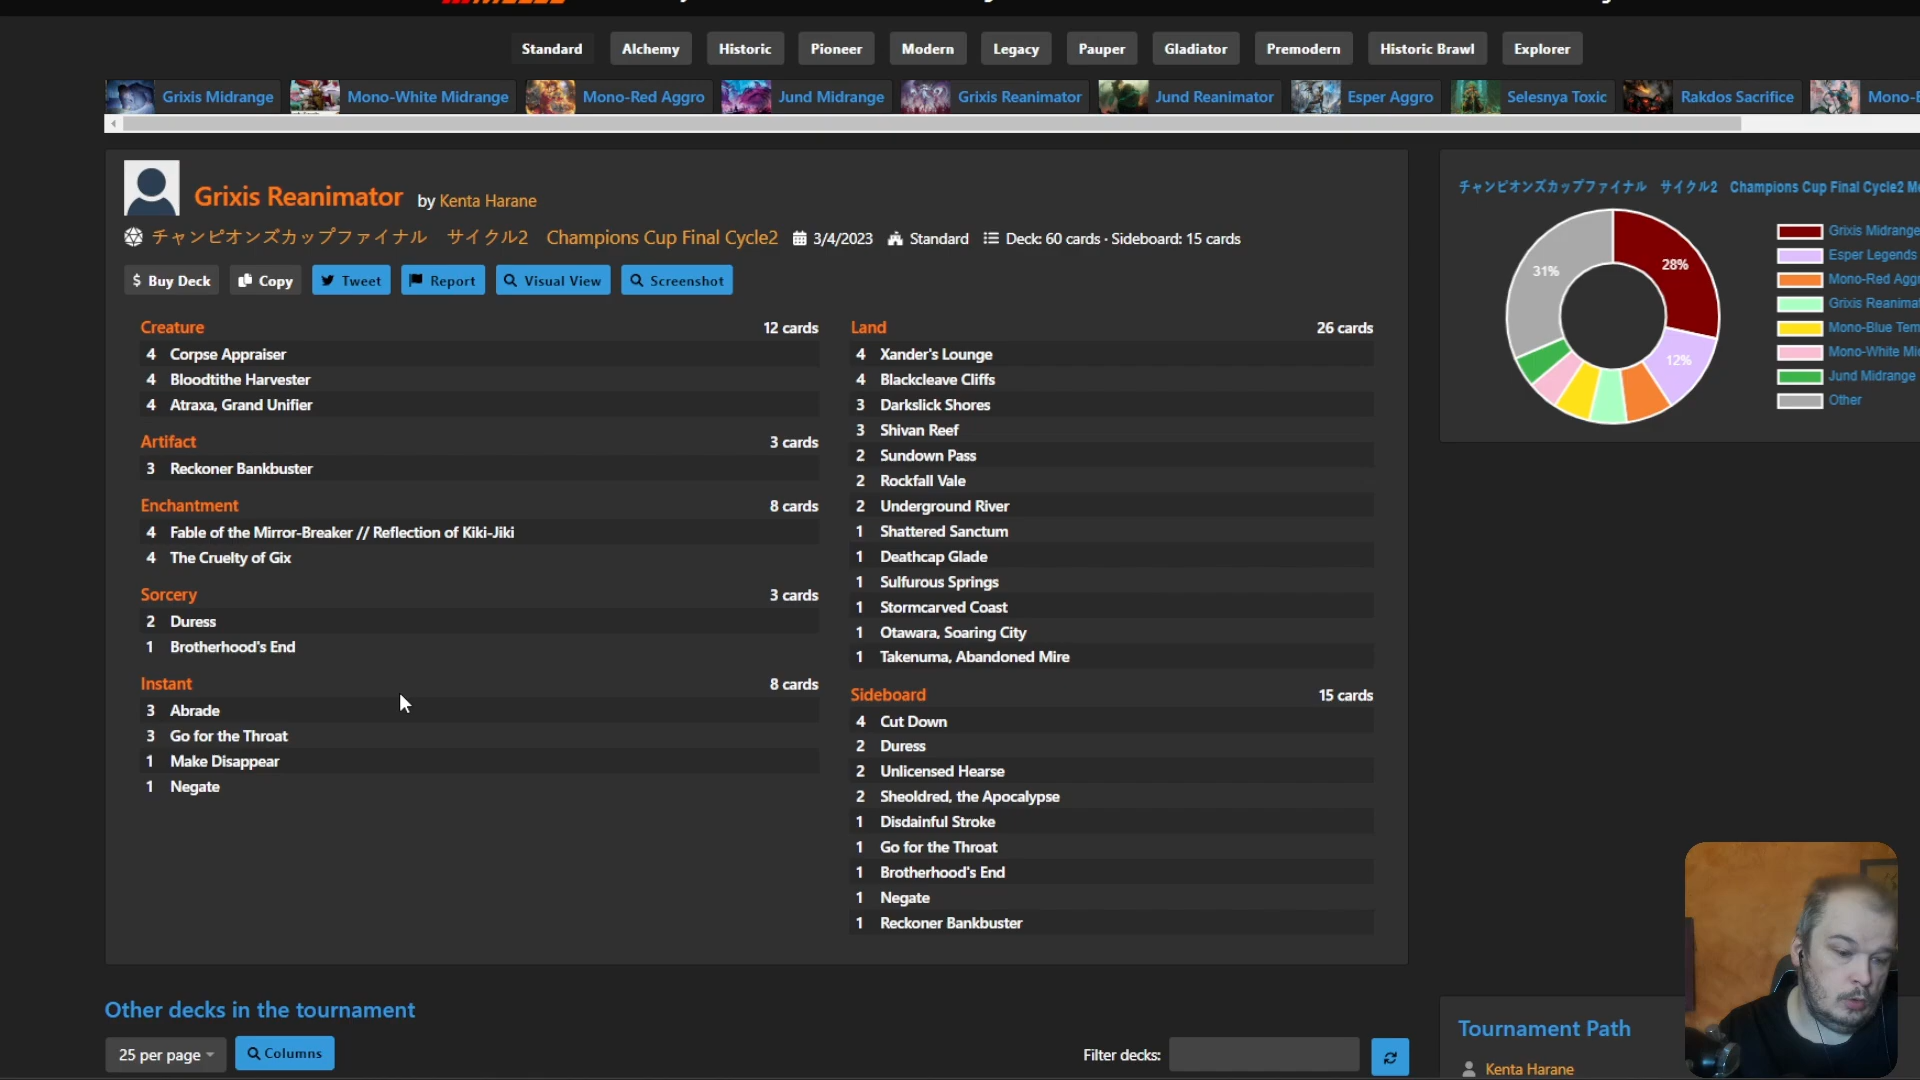 Standard Alchemy Historic Pioneer Modern Legacy Pauper Gladiator Premodern Historic Brawl Explorer
Grixis Midrange Mono-White Midrange Mono-Red Aggro Jund Midrange Grixis Reanimator Jund Reanimator Esper Aggro Selesnya Toxic Rakdos Sacrifice
Grixis Reanimator by Kenta Harane
チャンピオンズカップファイナル サイクル2 Champions Cup Final Cycle2 3/4/2023 Standard Deck: 60 cards · Sideboard: 15 cards
$ Buy Deck Copy Tweet Report Visual View Screenshot
Creature 12 cards
4 Corpse Appraiser
4 Bloodtithe Harvester
4 Atraxa, Grand Unifier
Artifact 3 cards
3 Reckoner Bankbuster
Enchantment 8 cards
4 Fable of the Mirror-Breaker // Reflection of Kiki-Jiki
4 The Cruelty of Gix
Sorcery 3 cards
2 Duress
1 Brotherhood's End
Instant 8 cards
3 Abrade
3 Go for the Throat
1 Make Disappear
1 Negate
Land 26 cards
4 Xander's Lounge
4 Blackcleave Cliffs
3 Darkslick Shores
3 Shivan Reef
2 Sundown Pass
2 Rockfall Vale
2 Underground River
1 Shattered Sanctum
1 Deathcap Glade
1 Sulfurous Springs
1 Stormcarved Coast
1 Otawara, Soaring City
1 Takenuma, Abandoned Mire
Sideboard 15 cards
4 Cut Down
2 Duress
2 Unlicensed Hearse
2 Sheoldred, the Apocalypse
1 Disdainful Stroke
1 Go for the Throat
1 Brotherhood's End
1 Negate
1 Reckoner Bankbuster
チャンピオンズカップファイナル サイクル2 Champions Cup Final Cycle2
31%
28%
12%
Grixis Midrange
Esper Legends
Mono-Red
Grixis
Mono-Blue
Mono-White
Jund Midrange
Other
Other decks in the tournament
25 per page Columns
Filter decks:
Tournament Path
Kenta Harane